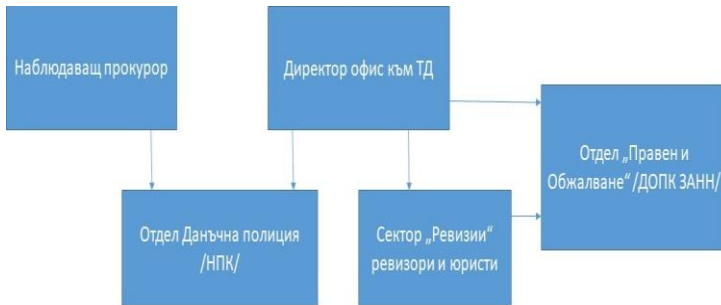 Наблюдаващ прокурор
Директор офис към ТД
Отдел „Правен и
Обжалване“ /ДОПК ЗАНН/
Отдел Данъчна полиция
/НПК/
Сектор „Ревизии“
ревизори и юристи